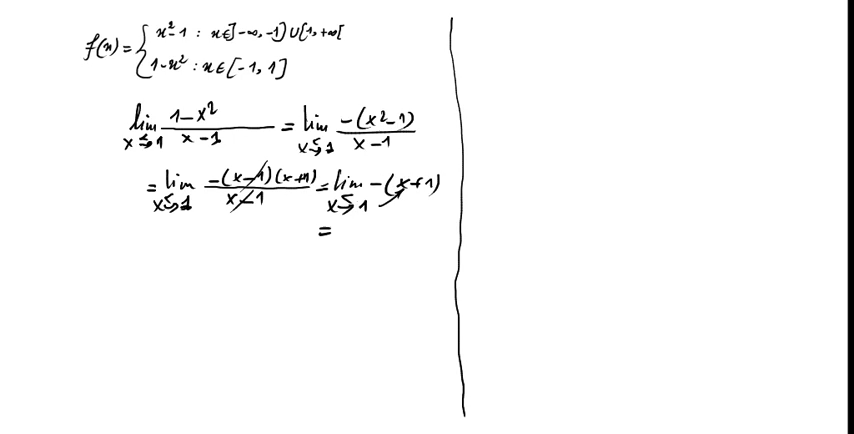 f(x) = { x² - 1 : x ∈ ]-∞, -1] ∪ [1, +∞[
1 - x² : x ∈ [-1, 1]
lim x→1 (1 - x²)/(x - 1) = lim x→1 (-(x² - 1))/(x - 1)
= lim x→1 (-(x - 1)(x + 1))/(x - 1) = lim x→1 -(x + 1)
=